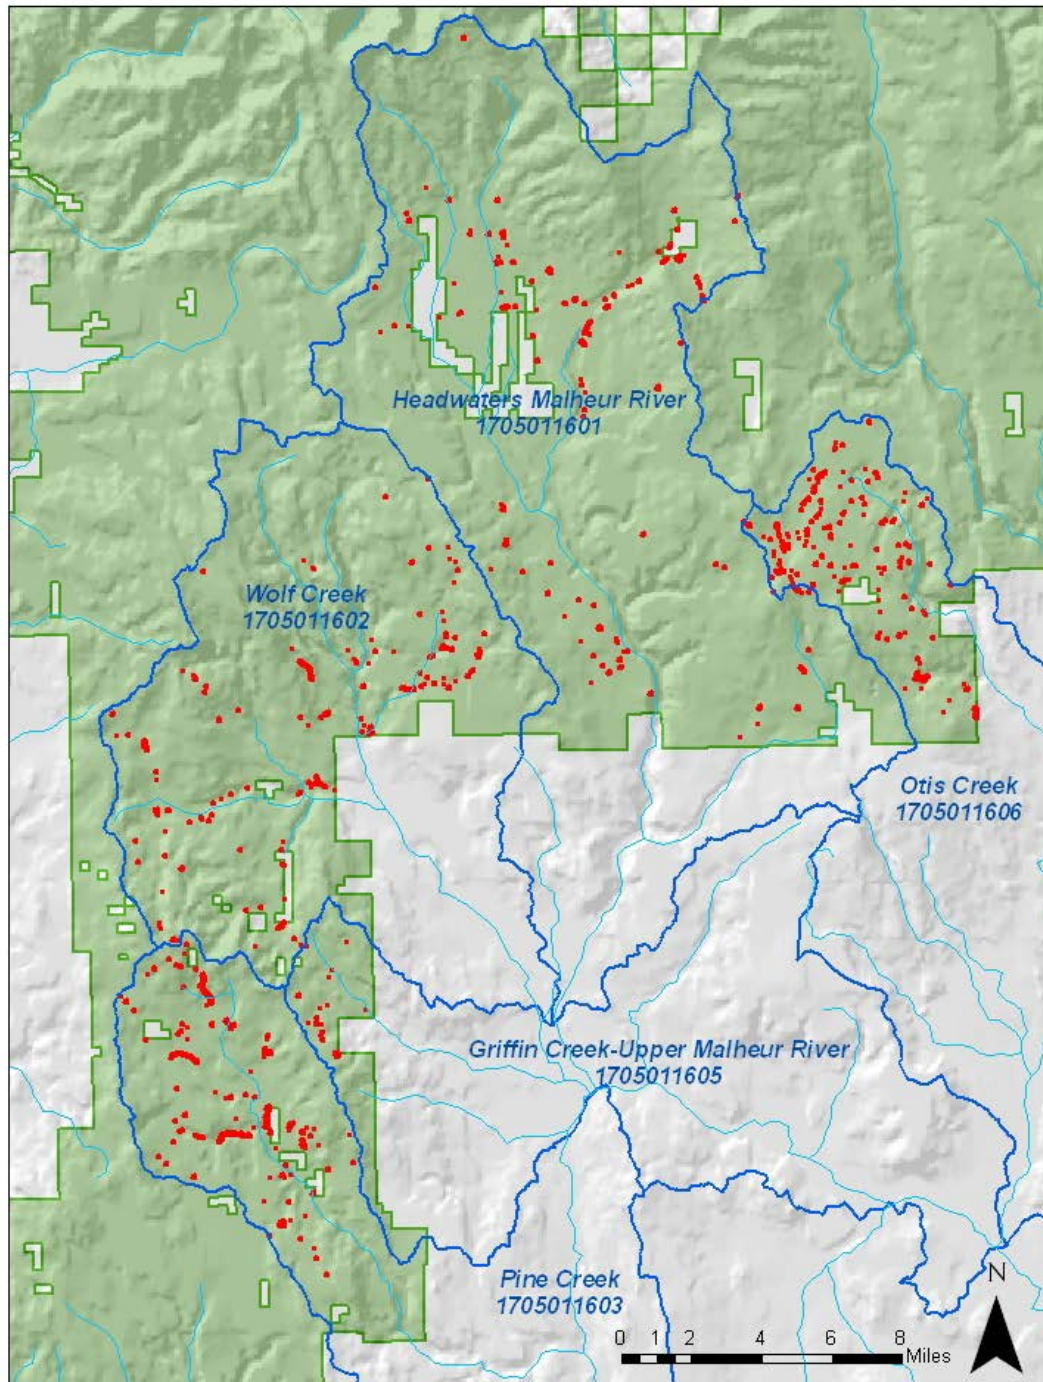 Headwaters Malheur River
1705011601
Wolf Creek
1705011602
Otis Creek
1705011606
Griffin Creek-Upper Malheur River
1705011605
Pine Creek
1705011603
N
0 1 2 4 6 8
Miles